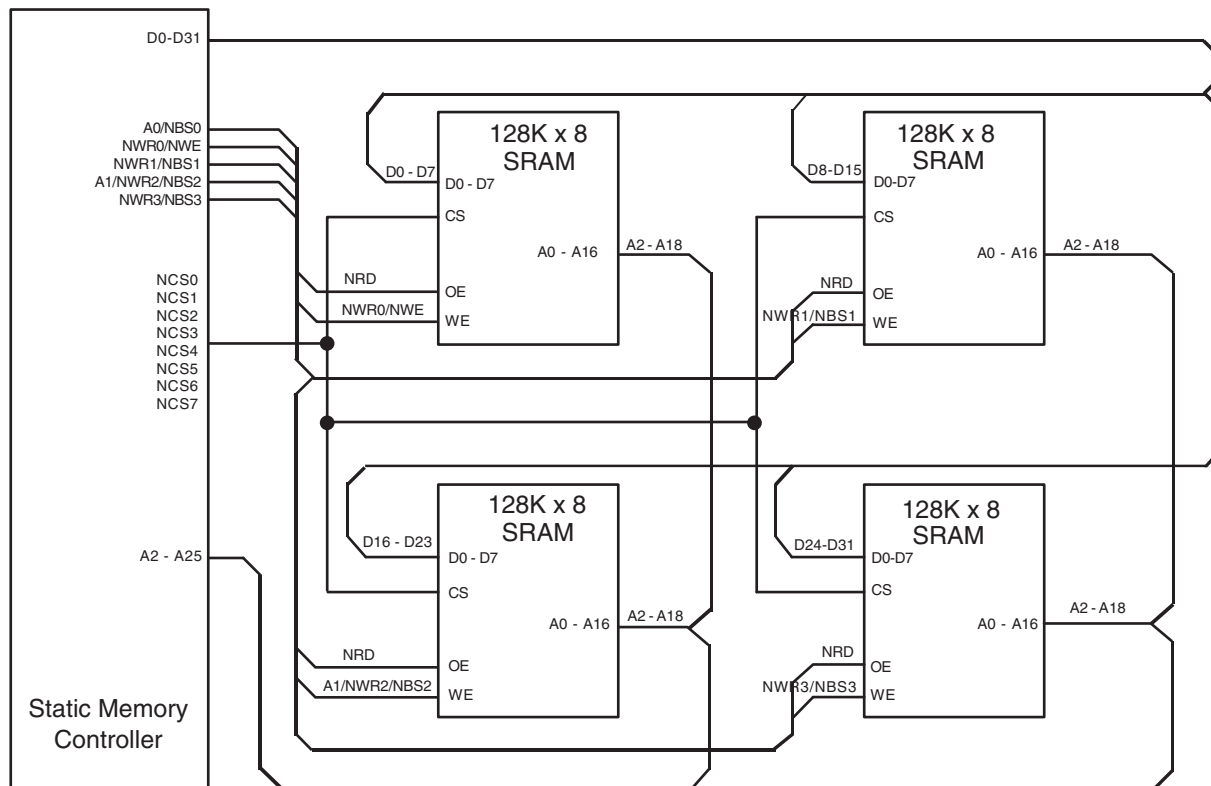 D0-D31
A0/NBS0
NWR0/NWE
NWR1/NBS1
A1/NWR2/NBS2
NWR3/NBS3
NCS0
NCS1
NCS2
NCS3
NCS4
NCS5
NCS6
NCS7
A2 - A25
Static Memory
Controller
128K x 8
SRAM
D0 - D7
D0 - D7
CS
A0 - A16
A2 - A18
NRD
OE
NWR0/NWE
WE
128K x 8
SRAM
D8-D15
D0-D7
CS
A0 - A16
A2 - A18
NRD
OE
NWR1/NBS1
WE
128K x 8
SRAM
D16 - D23
D0 - D7
CS
A0 - A16
A2 - A18
NRD
OE
A1/NWR2/NBS2
WE
128K x 8
SRAM
D24-D31
D0-D7
CS
A0 - A16
A2 - A18
NRD
OE
NWR3/NBS3
WE